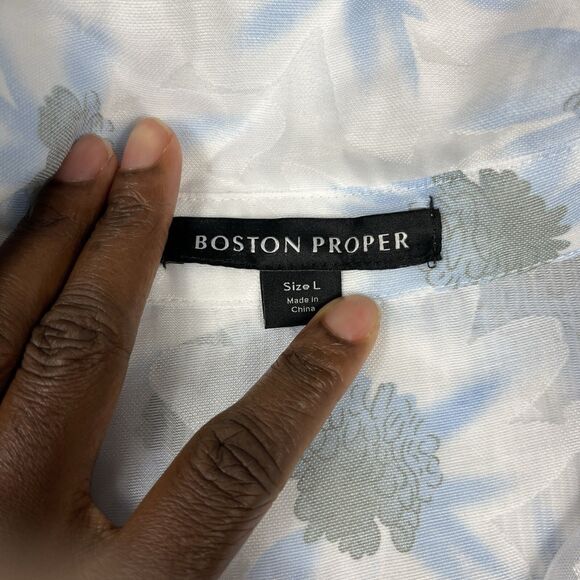 BOSTON PROPER
Size L
Made in
China